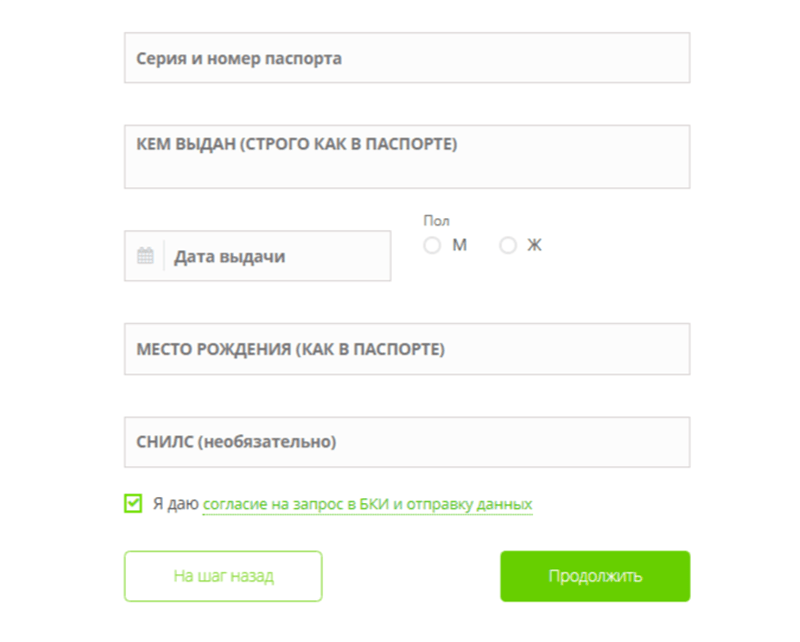 Серия и номер паспорта
КЕМ ВЫДАН (СТРОГО КАК В ПАСПОРТЕ)
Пол
Дата выдачи
М Ж
МЕСТО РОЖДЕНИЯ (КАК В ПАСПОРТЕ)
СНИЛС (необязательно)
Я даю согласие на запрос в БКИ и отправку данных
На шаг назад Продолжить